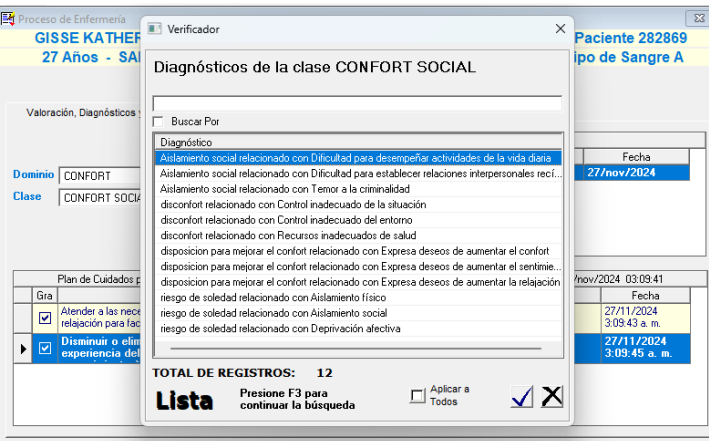 Proceso de Enfermería
GISSE KATHER
Paciente 282869
27 Años - SA
ipo de Sangre A
Valoración, Diagnósticos
Dominio CONFORT
Clase CONFORT SOCIA
Fecha
27/nov/2024
Plan de Cuidados p
/nov/2024 03:09:41
Gra
Fecha
Atender a las nece
relajación para fac
27/11/2024
3:09:43 a. m.
Disminuir o elim
experiencia del
27/11/2024
3:09:45 a. m.
Verificador
Diagnósticos de la clase CONFORT SOCIAL
Buscar Por
Diagnóstico
Aislamiento social relacionado con Dificultad para desempeñar actividades de la vida diaria
Aislamiento social relacionado con Dificultad para establecer relaciones interpersonales recí...
Aislamiento social relacionado con Temor a la criminalidad
disconfort relacionado con Control inadecuado de la situación
disconfort relacionado con Control inadecuado del entorno
disconfort relacionado con Recursos inadecuados de salud
disposicion para mejorar el confort relacionado con Expresa deseos de aumentar el confort
disposicion para mejorar el confort relacionado con Expresa deseos de aumentar el sentimie...
disposicion para mejorar el confort relacionado con Expresa deseos de aumentar la relajación
riesgo de soledad relacionado con Aislamiento físico
riesgo de soledad relacionado con Aislamiento social
riesgo de soledad relacionado con Deprivación afectiva
TOTAL DE REGISTROS: 12
Lista
Presione F3 para
continuar la búsqueda
Aplicar a
Todos